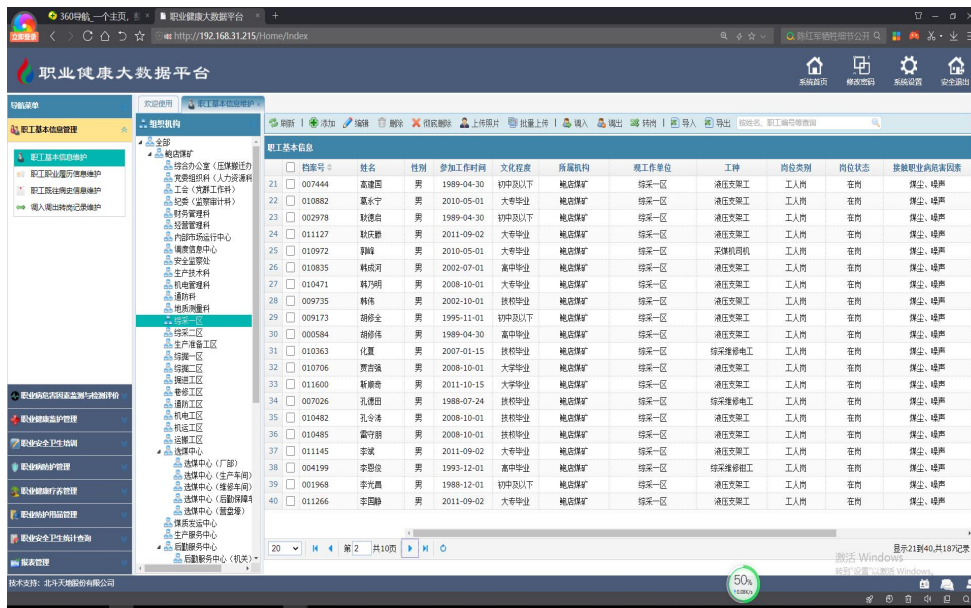 360导航_一个主页,
职业健康大数据平台
立即登录
http://192.168.31.215/Home/Index
陈红军牺牲细节公开
职业健康大数据平台
系统首页 修改密码 系统设置 安全退出
导航菜单
欢迎使用 职工基本信息维护
职工基本信息管理
职工基本信息维护
职工职业履历信息维护
职工既往病史信息维护
调入调出转岗记录维护
职业病危害因素监测与检测评价
职业健康监护管理
职业安全卫生培训
职业病防护管理
职业健康疗养管理
职业病防护用品管理
职业安全卫生统计查询
报表管理
组织机构
全部
鲍店煤矿
综合办公室（压煤搬迁办
党委组织科（人力资源科
工会（党群工作科）
纪委（监察审计科）
财务管理科
经营管理科
内部市场运行中心
调度信息中心
安全监察处
生产技术科
机电管理科
通防科
地质测量科
综采一区
综采二区
生产准备工区
综掘一区
综掘二区
掘进工区
巷修工区
通防工区
机电工区
机运工区
运搬工区
选煤中心
选煤中心（厂部）
选煤中心（生产车间）
选煤中心（维修车间）
选煤中心（后勤保障车
选煤中心（营盘壕）
煤质发运中心
生产服务中心
后勤服务中心
后勤服务中心（机关）
刷新 添加 编辑 删除 彻底删除 上传照片 批量上传 调入 调出 转岗 导入 导出 按姓名、职工编号等查询
职工基本信息
档案号 姓名 性别 参加工作时间 文化程度 所属机构 现工作单位 工种 岗位类别 岗位状态 接触职业病危害因素
21 007444 高建国 男 1989-04-30 初中及以下 鲍店煤矿 综采一区 液压支架工 工人岗 在岗 煤尘、噪声
22 010882 葛永宁 男 2010-05-01 大专毕业 鲍店煤矿 综采一区 液压支架工 工人岗 在岗 煤尘、噪声
23 002978 耿德启 男 1989-04-30 初中及以下 鲍店煤矿 综采一区 液压支架工 工人岗 在岗 煤尘、噪声
24 011127 耿庆滕 男 2011-09-02 大专毕业 鲍店煤矿 综采一区 液压支架工 工人岗 在岗 煤尘、噪声
25 010972 郭峰 男 2010-05-01 大专毕业 鲍店煤矿 综采一区 采煤机司机 工人岗 在岗 煤尘、噪声
26 010835 韩成河 男 2002-07-01 高中毕业 鲍店煤矿 综采一区 液压支架工 工人岗 在岗 煤尘、噪声
27 010471 韩乃明 男 2008-10-01 大专毕业 鲍店煤矿 综采一区 液压支架工 工人岗 在岗 煤尘、噪声
28 009735 韩伟 男 2002-10-01 技校毕业 鲍店煤矿 综采一区 液压支架工 工人岗 在岗 煤尘、噪声
29 009173 胡修全 男 1995-11-01 初中及以下 鲍店煤矿 综采一区 液压支架工 工人岗 在岗 煤尘、噪声
30 000584 胡修伟 男 1989-04-30 高中毕业 鲍店煤矿 综采一区 液压支架工 工人岗 在岗 煤尘、噪声
31 010363 化夏 男 2007-01-15 技校毕业 鲍店煤矿 综采一区 综采维修电工 工人岗 在岗 煤尘、噪声
32 010706 贾吉强 男 2008-10-01 大学毕业 鲍店煤矿 综采一区 液压支架工 工人岗 在岗 煤尘、噪声
33 011600 靳顺奇 男 2011-10-15 大学毕业 鲍店煤矿 综采一区 液压支架工 工人岗 在岗 煤尘、噪声
34 007026 孔德田 男 1988-07-24 技校毕业 鲍店煤矿 综采一区 综采维修电工 工人岗 在岗 煤尘、噪声
35 010482 孔令涛 男 2008-10-01 技校毕业 鲍店煤矿 综采一区 液压支架工 工人岗 在岗 煤尘、噪声
36 010485 雷守朋 男 2008-10-01 技校毕业 鲍店煤矿 综采一区 液压支架工 工人岗 在岗 煤尘、噪声
37 011145 李斌 男 2011-09-02 大专毕业 鲍店煤矿 综采一区 液压支架工 工人岗 在岗 煤尘、噪声
38 004199 李恩俭 男 1993-12-01 高中毕业 鲍店煤矿 综采一区 综采维修钳工 工人岗 在岗 煤尘、噪声
39 001968 李光昌 男 1988-12-01 初中及以下 鲍店煤矿 综采一区 液压支架工 工人岗 在岗 煤尘、噪声
40 011266 李国静 男 2011-09-02 大专毕业 鲍店煤矿 综采一区 液压支架工 工人岗 在岗 煤尘、噪声
20 第 2 共10页 显示21到40,共187记录
激活 Windows
转到"设置"以激活 Windows。
50%
技术支持：北斗天地股份有限公司